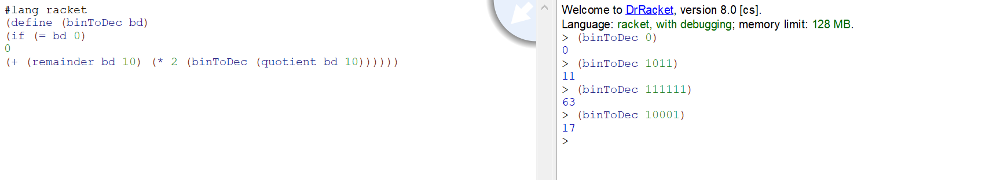 #lang racket
(define (binToDec bd)
(if (= bd 0)
0
(+ (remainder bd 10) (* 2 (binToDec (quotient bd 10))))))
Welcome to DrRacket, version 8.0 [cs].
Language: racket, with debugging; memory limit: 128 MB.
> (binToDec 0)
0
> (binToDec 1011)
11
> (binToDec 111111)
63
> (binToDec 10001)
17
>